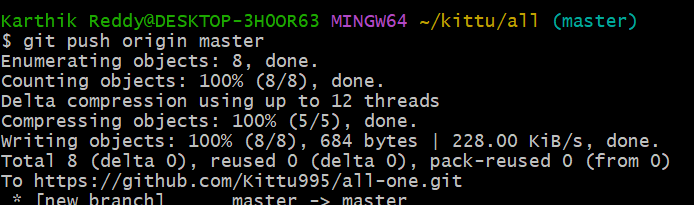 Karthik Reddy@DESKTOP-3HOOR63 MINGW64 ~/kittu/all (master)
$ git push origin master
Enumerating objects: 8, done.
Counting objects: 100% (8/8), done.
Delta compression using up to 12 threads
Compressing objects: 100% (5/5), done.
Writing objects: 100% (8/8), 684 bytes | 228.00 KiB/s, done.
Total 8 (delta 0), reused 0 (delta 0), pack-reused 0 (from 0)
To https://github.com/Kittu995/all-one.git
 * [new branch]      master -> master